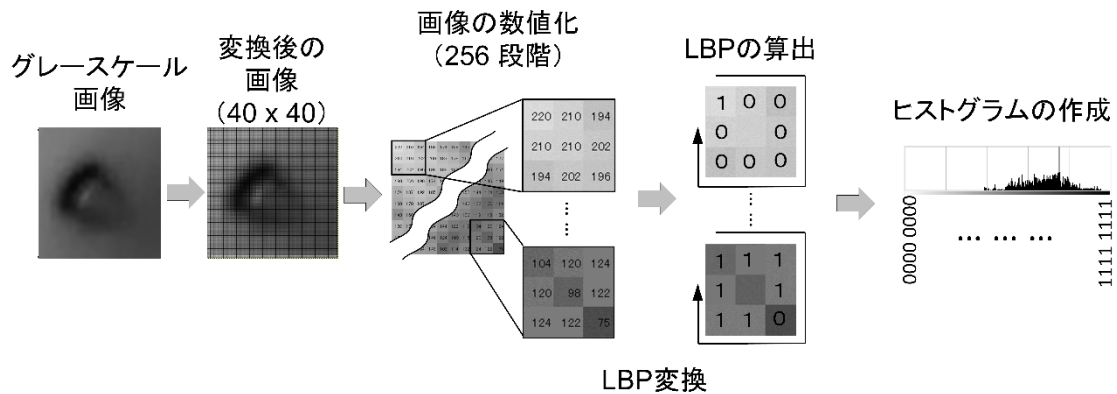 グレースケール
画像
変換後の
画像
(40 x 40)
画像の数値化
(256 段階)
220 210 194
210 210 202
194 202 196
104 120 124
120 98 122
124 122 75
LBPの算出
1 0 0
0 0
0 0 0
1 1 1
1 1
1 1 0
LBP変換
ヒストグラムの作成
0000 0000
... ... ...
1111 1111